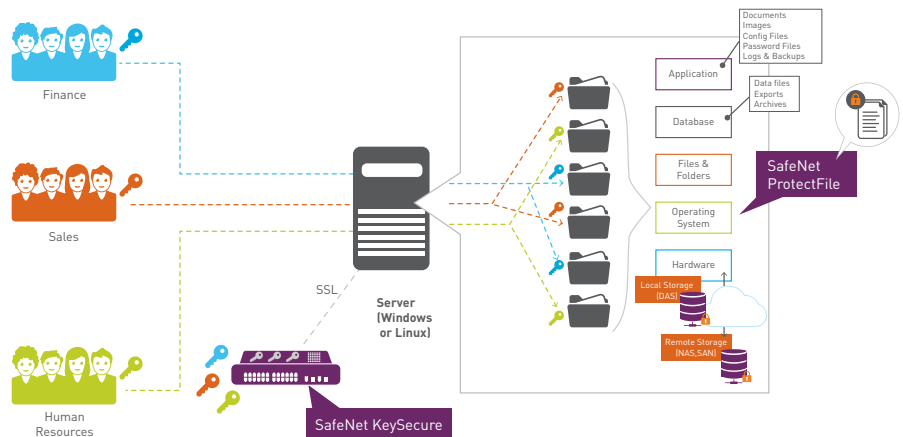 Finance
Sales
Human
Resources
SSL
Server
(Windows
or Linux)
SafeNet KeySecure
Documents
Images
Config Files
Password Files
Logs & Backups
Application
Data files
Exports
Archives
Database
SafeNet
ProtectFile
Files &
Folders
Operating
System
Hardware
Local Storage
(DAS)
Remote Storage
(NAS,SAN)